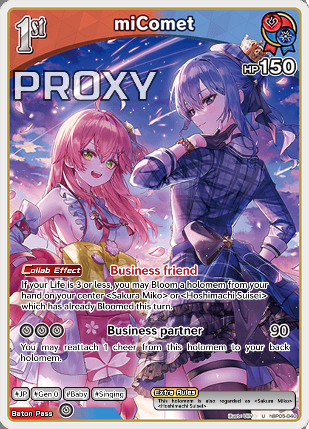 1st
miComet
HP150
PROXY
Collab Effect
Business friend
If your Life is 3 or less, you may Bloom a holomem from your
hand on your center <Sakura Miko> or <Hoshimachi Suisei>
which has already Bloomed this turn.
Business partner 90
You may reattach 1 cheer from this holomem to your back
holomem.
#JP #Gen 0 #Baby #Singing
Extra Rules
This holomem is also regarded as <Sakura Miko>
<Hoshimachi Suisei>
Baton Pass
U